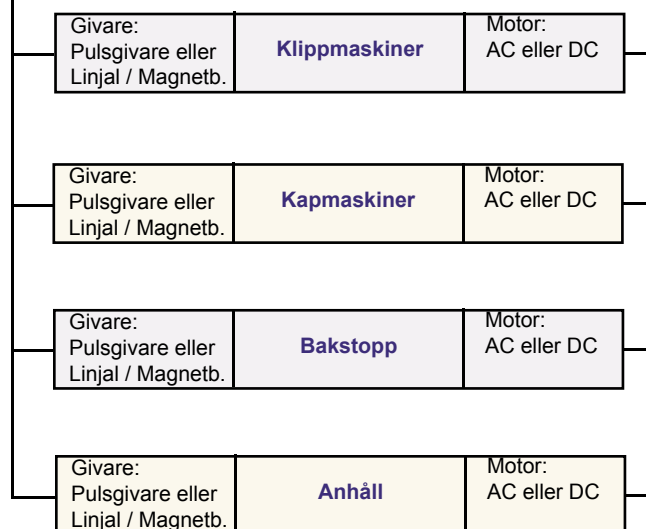 Givare:
Pulsgivare eller
Linjal / Magnetb.
Klippmaskiner
Motor:
AC eller DC
Givare:
Pulsgivare eller
Linjal / Magnetb.
Kapmaskiner
Motor:
AC eller DC
Givare:
Pulsgivare eller
Linjal / Magnetb.
Bakstopp
Motor:
AC eller DC
Givare:
Pulsgivare eller
Linjal / Magnetb.
Anhåll
Motor:
AC eller DC